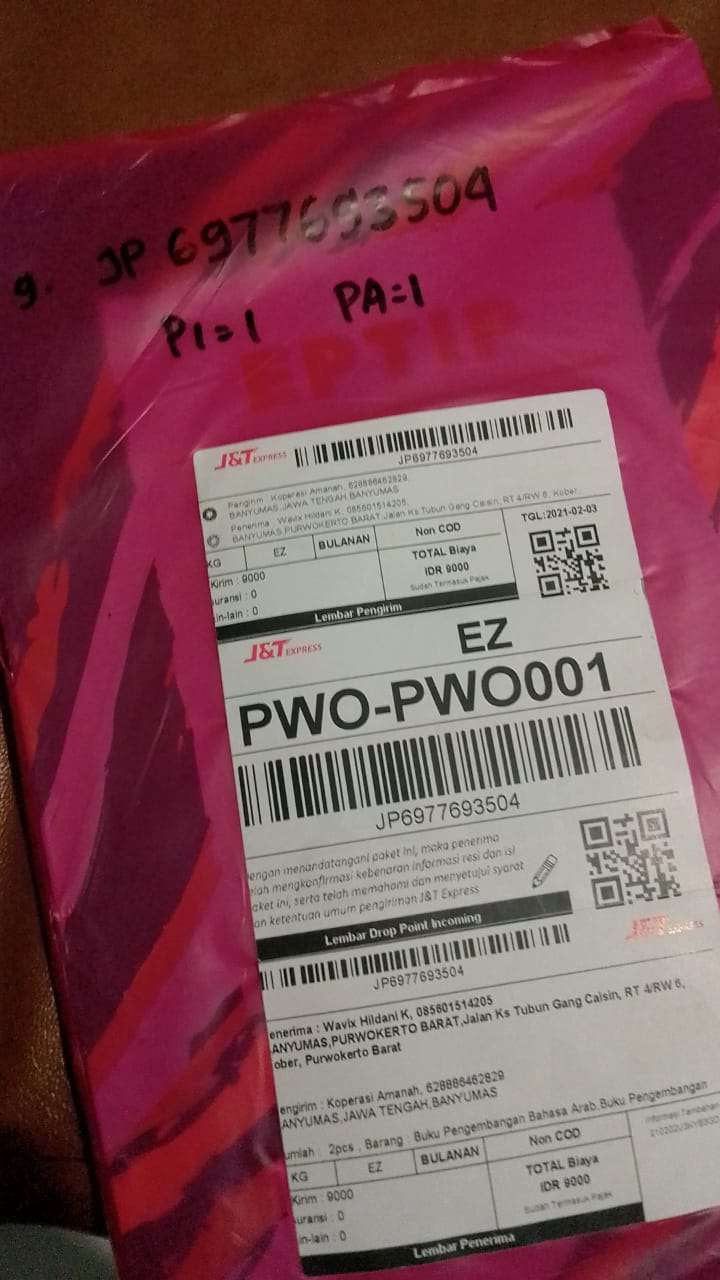 9. JP 6977693504
P1=1 PA=1
EPTIP
J&T EXPRESS
JP6977693504
Pengirim : Koperasi Amanah, 628886462829,
BANYUMAS,JAWA TENGAH,BANYUMAS
Penerima : Wavix Hildani K, 085601514205,
BANYUMAS,PURWOKERTO BARAT,Jalan Ks Tubun Gang Calsin, RT 4/RW 6, Kober,
KG EZ BULANAN Non COD TGL:2021-02-03
Kirim : 9000 TOTAL Biaya
uransi : 0 IDR 9000
in-lain : 0 Sudah Termasuk Pajak
Lembar Pengirim
J&T EXPRESS EZ
PWO-PWO001
JP6977693504
engan menandatangani paket ini, maka penerima
elah mengkonfirmasi kebenaran informasi resi dan isi
aket ini, serta telah memahami dan menyetujui syarat
an ketentuan umum pengiriman J&T Express
Lembar Drop Point Incoming
J&T EXPRESS
JP6977693504
enerima : Wavix Hildani K, 085601514205
ANYUMAS,PURWOKERTO BARAT,Jalan Ks Tubun Gang Calsin, RT 4/RW 6,
ober, Purwokerto Barat
engirim : Koperasi Amanah, 628886462829
ANYUMAS,JAWA TENGAH,BANYUMAS
umlah : 2pcs , Barang : Buku Pengembangan Bahasa Arab,Buku Pengembangan
KG EZ BULANAN Non COD
Kirim : 9000 TOTAL Biaya
uransi : 0 IDR 9000
in-lain : 0 Sudah Termasuk Pajak
Lembar Penerima